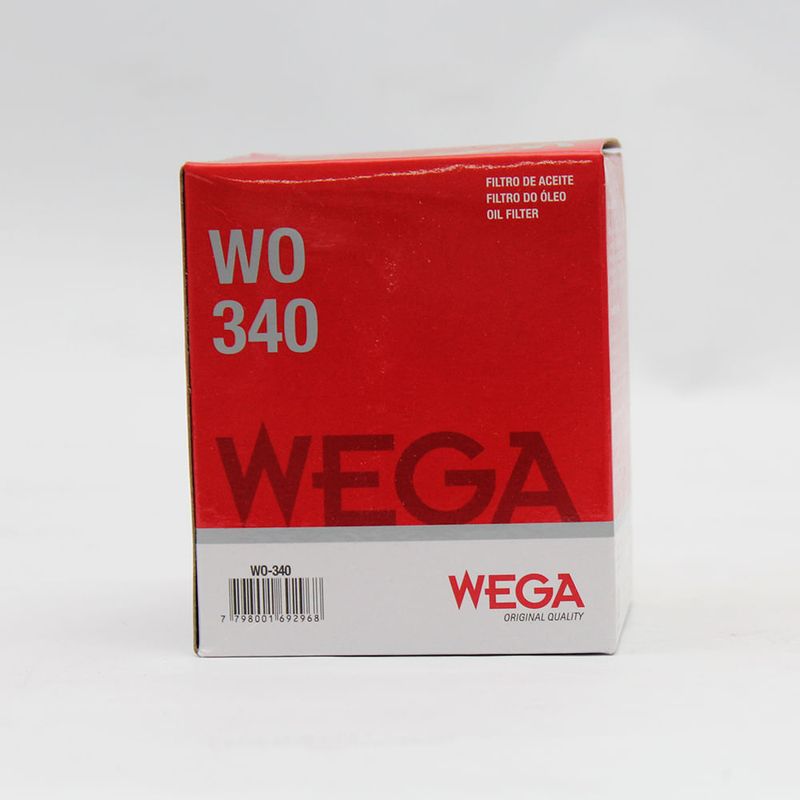 FILTRO DE ACEITE
FILTRO DO ÓLEO
OIL FILTER
WO
340
WEGA
WO-340
7 798001 692968
WEGA
ORIGINAL QUALITY